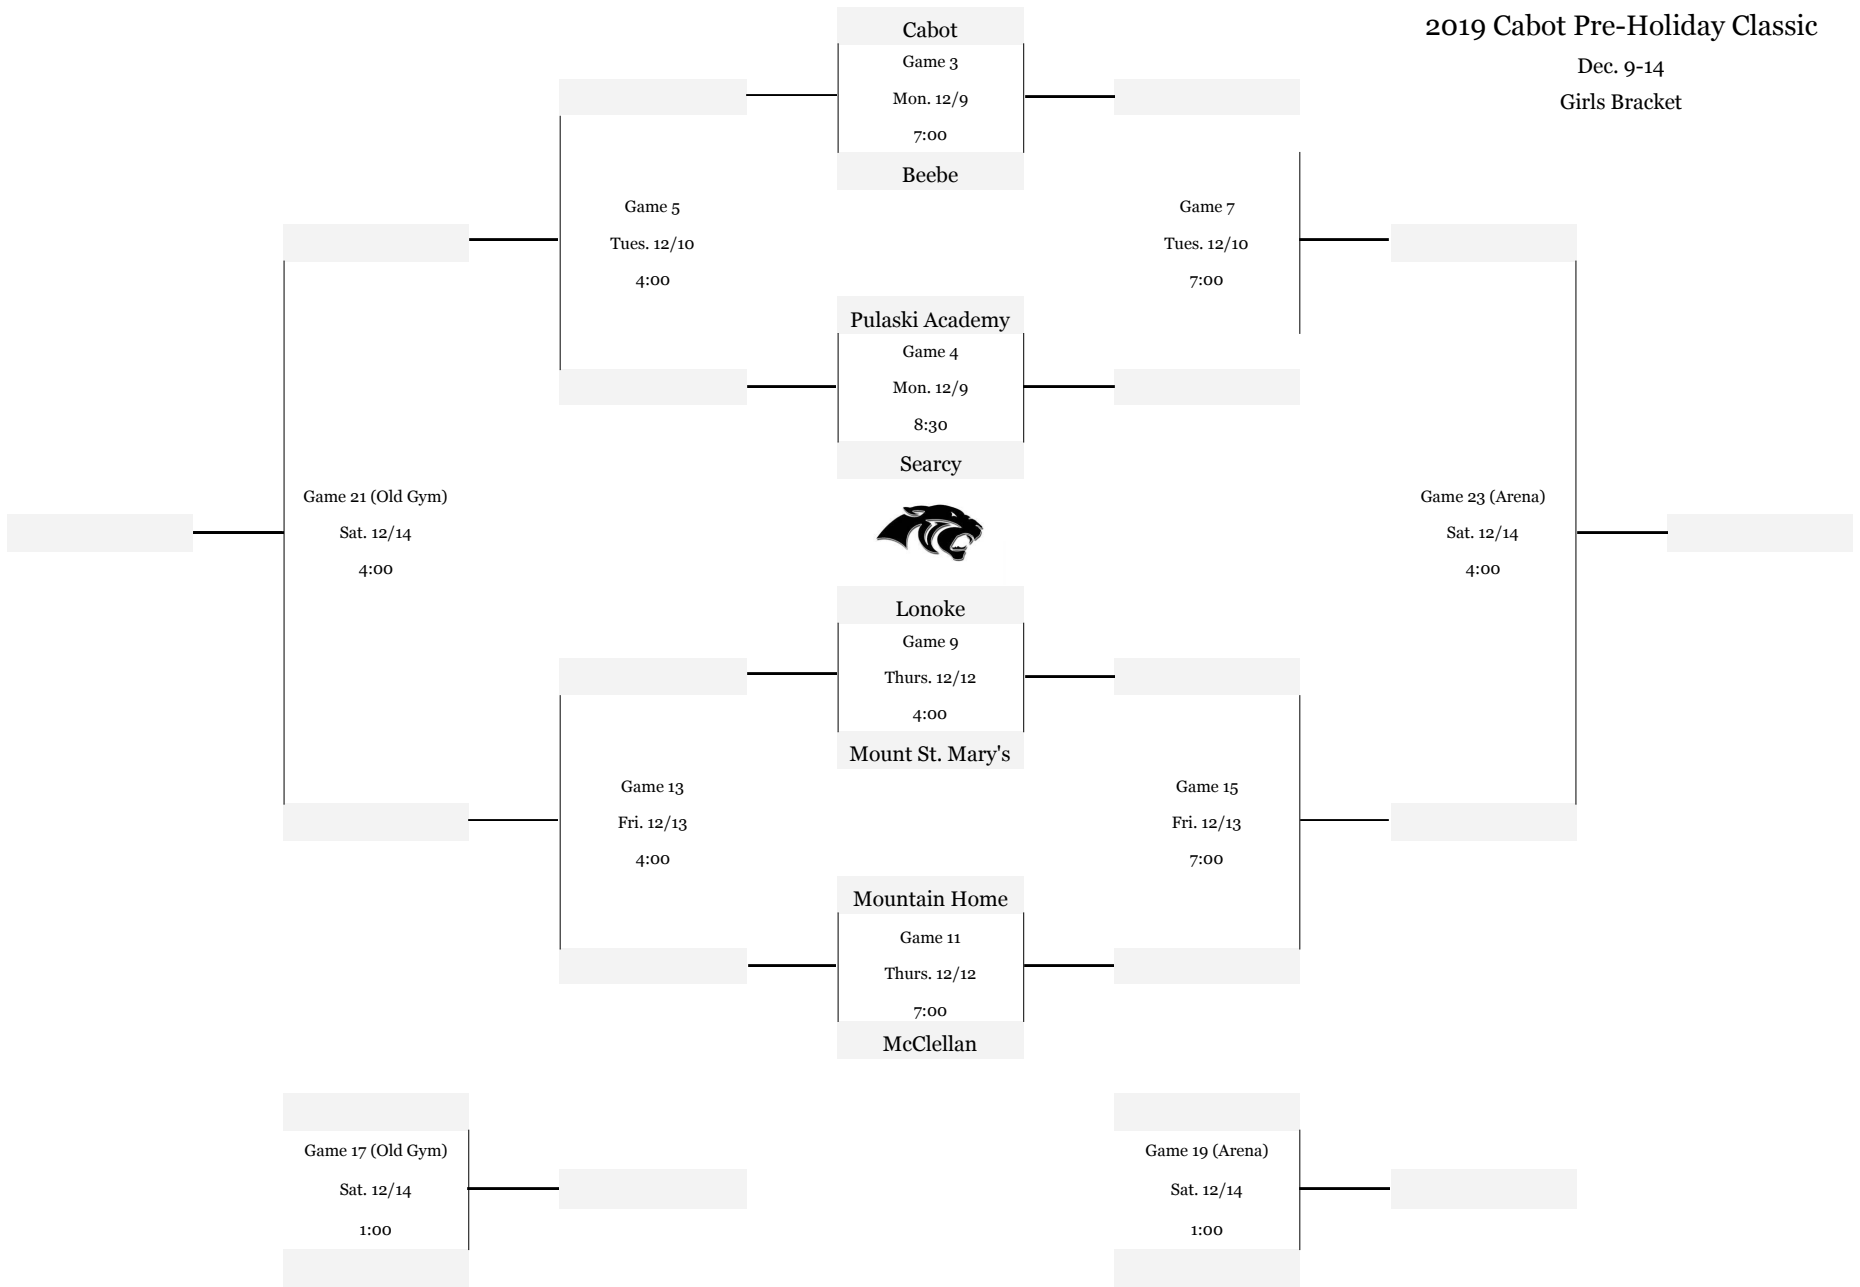 2019 Cabot Pre-Holiday Classic
Dec. 9-14
Girls Bracket
Cabot
Game 3
Mon. 12/9
7:00
Beebe
Game 5
Tues. 12/10
4:00
Game 7
Tues. 12/10
7:00
Pulaski Academy
Game 4
Mon. 12/9
8:30
Searcy
Game 21 (Old Gym)
Sat. 12/14
4:00
Game 23 (Arena)
Sat. 12/14
4:00
Lonoke
Game 9
Thurs. 12/12
4:00
Mount St. Mary's
Game 13
Fri. 12/13
4:00
Game 15
Fri. 12/13
7:00
Mountain Home
Game 11
Thurs. 12/12
7:00
McClellan
Game 17 (Old Gym)
Sat. 12/14
1:00
Game 19 (Arena)
Sat. 12/14
1:00